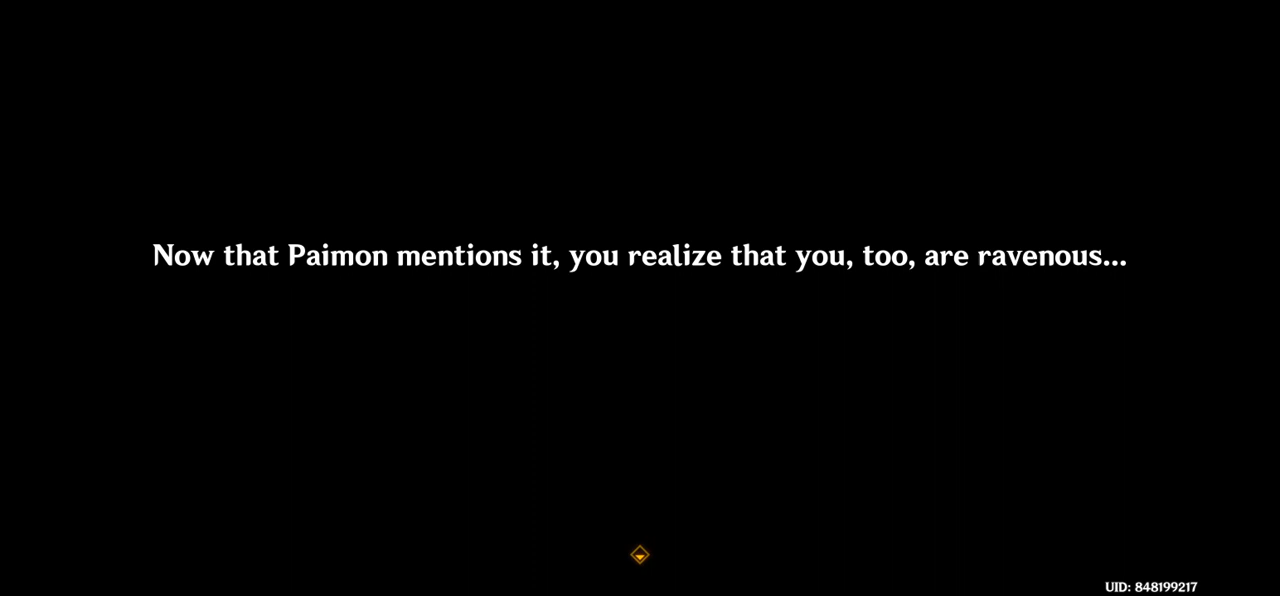 Now that Paimon mentions it, you realize that you, too, are ravenous...
UID: 848199217